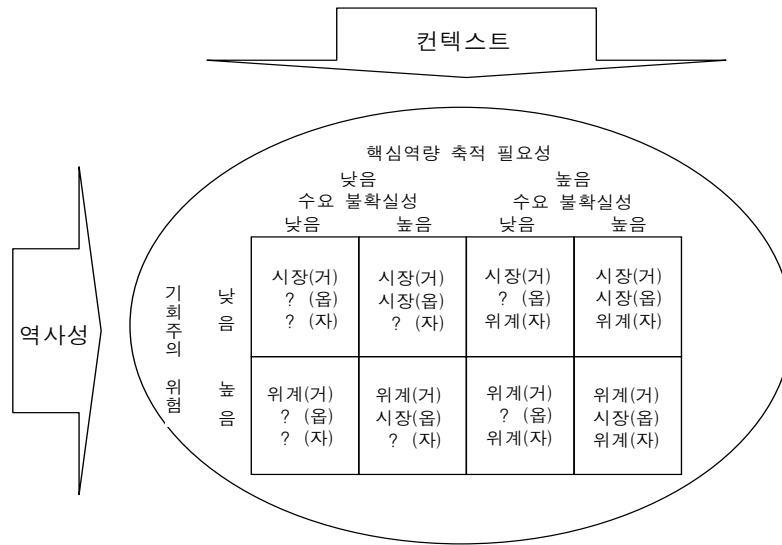 컨텍스트
핵심역량 축적 필요성
낮음 높음
수요 불확실성 수요 불확실성
낮음 높음 낮음 높음
역사성
기회주의 위험
낮음
시장(거) 시장(거) 시장(거) 시장(거)
? (옵) 시장(옵) ? (옵) 시장(옵)
? (자) ? (자) 위계(자) 위계(자)
높음
위계(거) 위계(거) 위계(거) 위계(거)
? (옵) 시장(옵) ? (옵) 시장(옵)
? (자) ? (자) 위계(자) 위계(자)